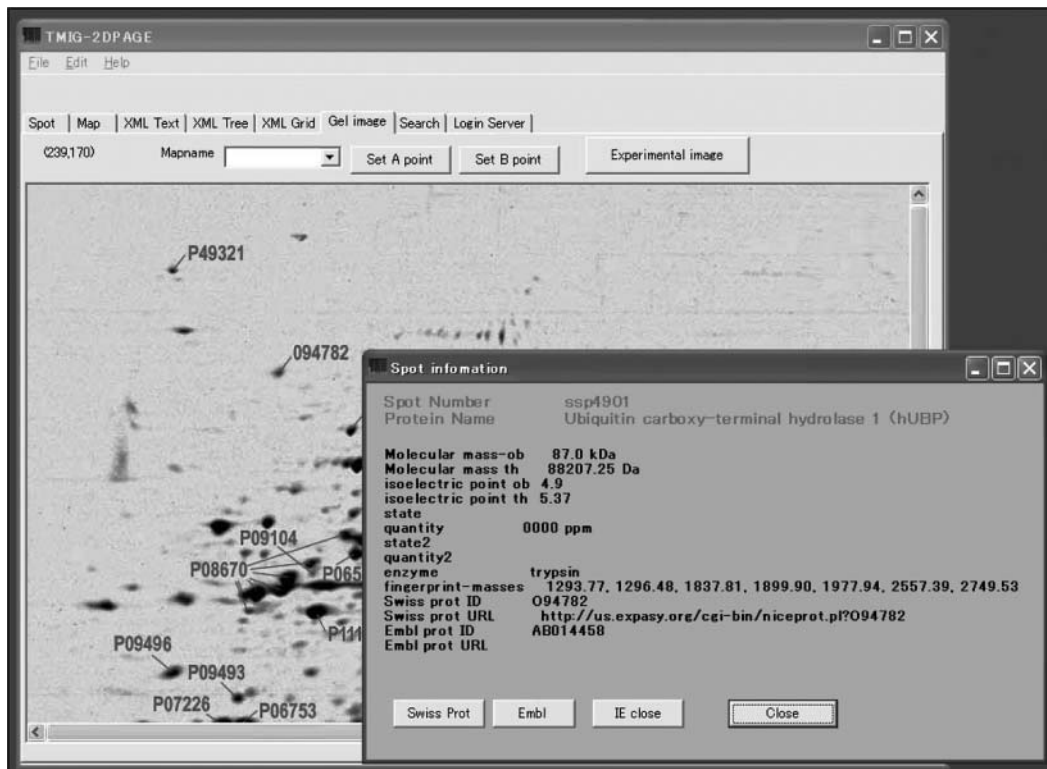 TMIG-2DPAGE
File Edit Help
Spot Map XML Text XML Tree XML Grid Gel image Search Login Server
(239,170) Mapname Set A point Set B point Experimental image
P49321
O94782
P09104
P08670
P065
P111
P09496
P09493
P07226
P06753
Spot infomation
Spot Number ssp4901
Protein Name Ubiquitin carboxy-terminal hydrolase 1 (hUBP)
Molecular mass-ob 87.0 kDa
Molecular mass th 88207.25 Da
isoelectric point ob 4.9
isoelectric point th 5.37
state
quantity 0000 ppm
state2
quantity2
enzyme trypsin
fingerprint-masses 1293.77, 1296.48, 1837.81, 1899.90, 1977.94, 2557.39, 2749.53
Swiss prot ID O94782
Swiss prot URL http://us.expasy.org/cgi-bin/niceprot.pl?O94782
Embl prot ID AB014458
Embl prot URL
Swiss Prot Embl IE close Close